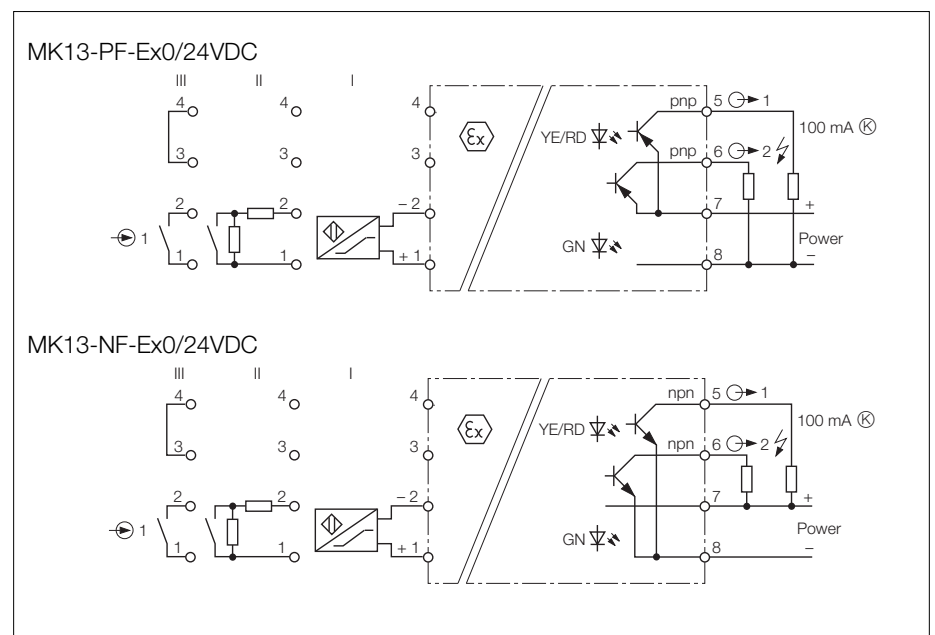 MK13-PF-Ex0/24VDC
III II I
4 4 4 pnp 5 1
εx YE/RD 100 mA Ⓚ
3 3 3 pnp 6 2
2 2 – 2 7 +
1 Power
1 1 + 1 GN 8 –
MK13-NF-Ex0/24VDC
III II I
4 4 4 npn 5 1
εx YE/RD 100 mA Ⓚ
3 3 3 npn 6 2
2 2 – 2 7 +
1 Power
1 1 + 1 GN 8 –